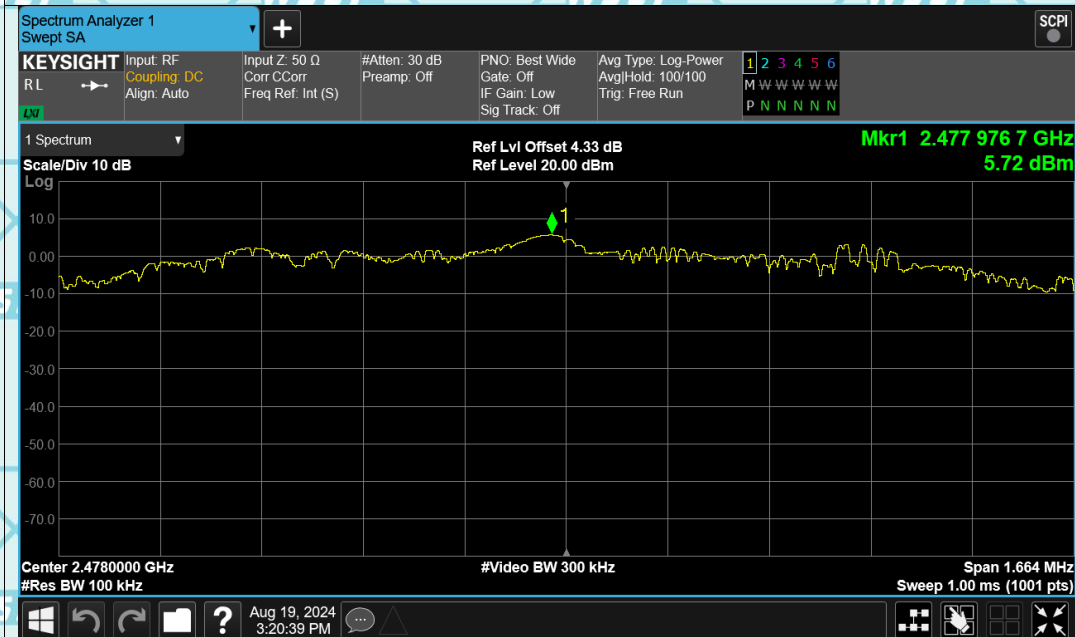 Spectrum Analyzer 1
Swept SA
+
SCPI
KEYSIGHT
R L
LXI
Input: RF
Coupling: DC
Align: Auto
Input Z: 50 Ω
Corr CCorr
Freq Ref: Int (S)
#Atten: 30 dB
Preamp: Off
PNO: Best Wide
Gate: Off
IF Gain: Low
Sig Track: Off
Avg Type: Log-Power
Avg|Hold: 100/100
Trig: Free Run
1 2 3 4 5 6
M W W W W W
P N N N N N
1 Spectrum
Scale/Div 10 dB
Log
Ref Lvl Offset 4.33 dB
Ref Level 20.00 dBm
Mkr1 2.477 976 7 GHz
5.72 dBm
1
10.0
0.00
-10.0
-20.0
-30.0
-40.0
-50.0
-60.0
-70.0
Center 2.4780000 GHz
#Res BW 100 kHz
#Video BW 300 kHz
Span 1.664 MHz
Sweep 1.00 ms (1001 pts)
?
Aug 19, 2024
3:20:39 PM